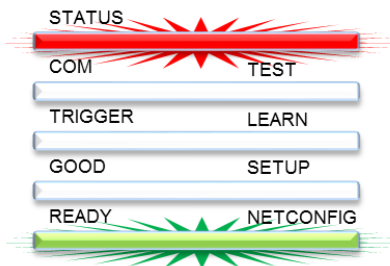 STATUS
COM TEST
TRIGGER LEARN
GOOD SETUP
READY NETCONFIG